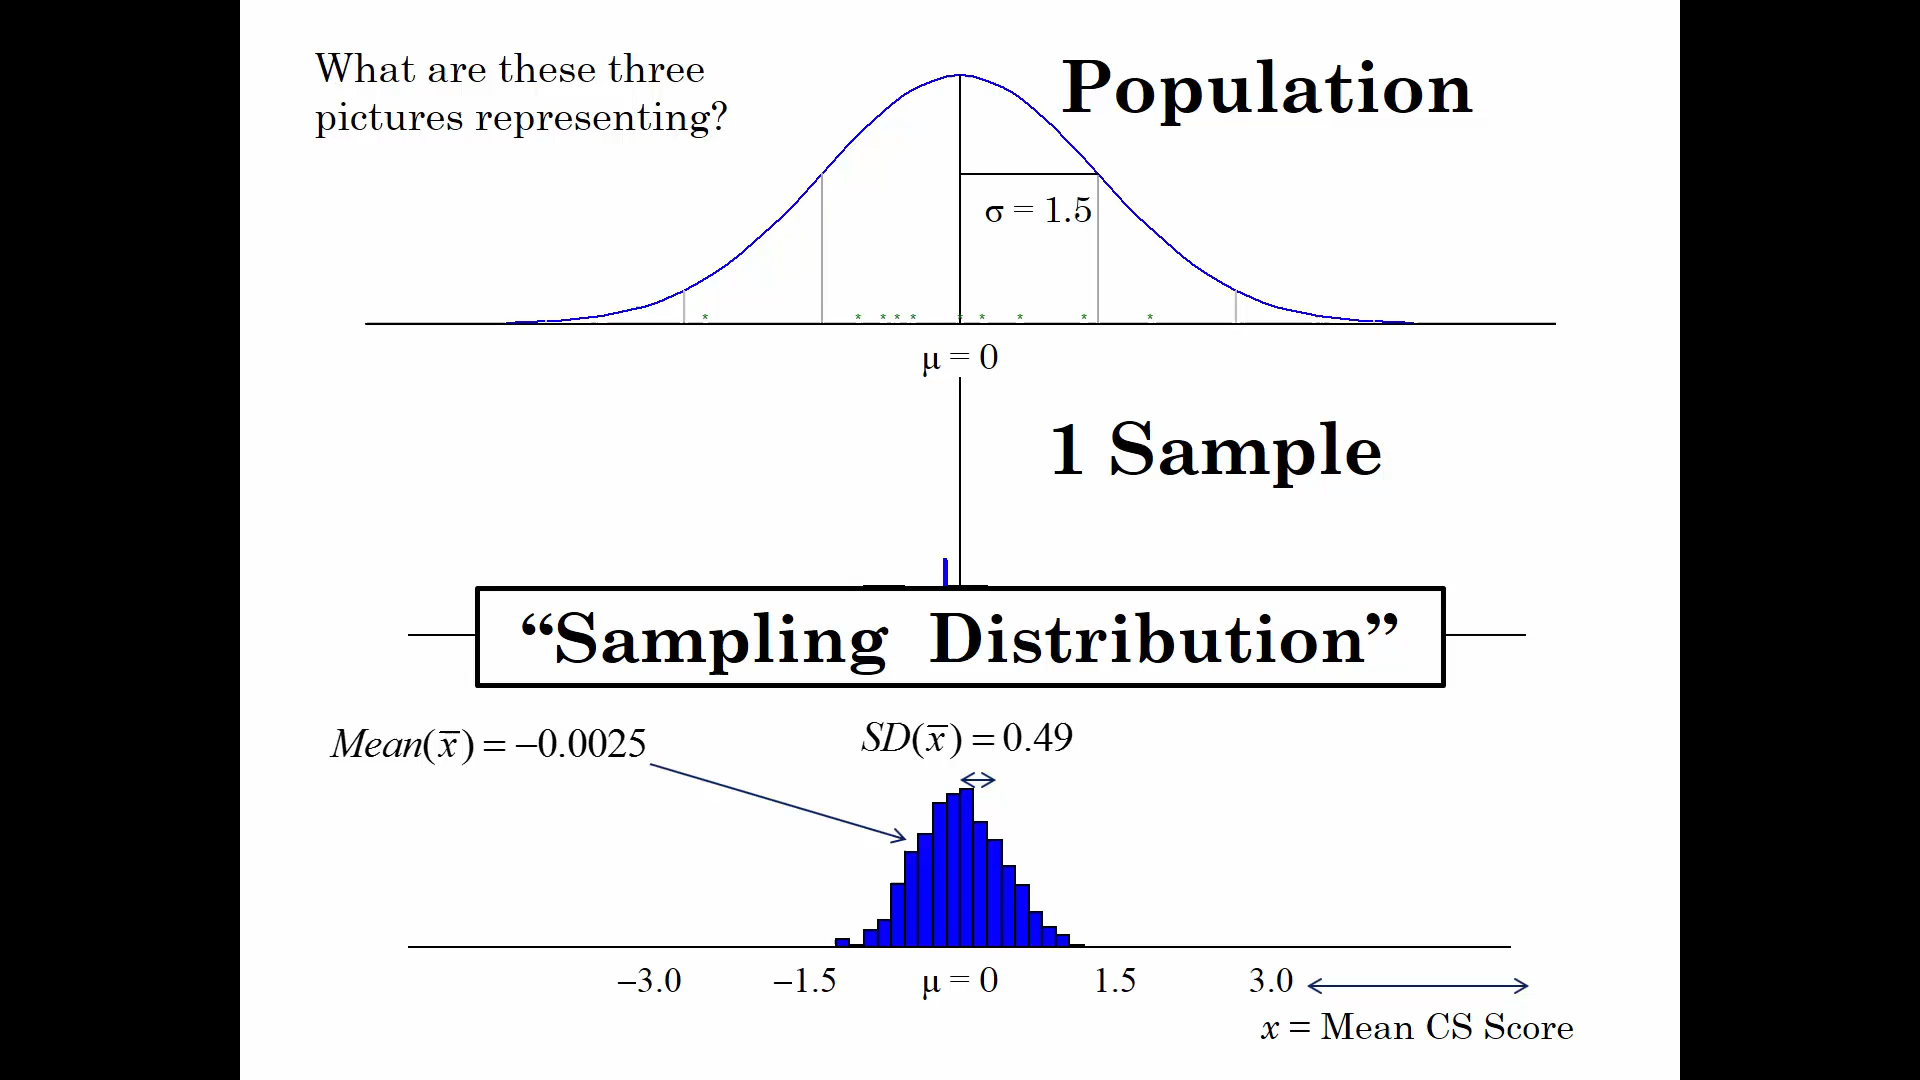 What are these three
pictures representing?
Population
σ = 1.5
μ = 0
1 Sample
“Sampling Distribution”
Mean(x̅) = −0.0025
SD(x̅) = 0.49
−3.0 −1.5 μ = 0 1.5 3.0
x = Mean CS Score